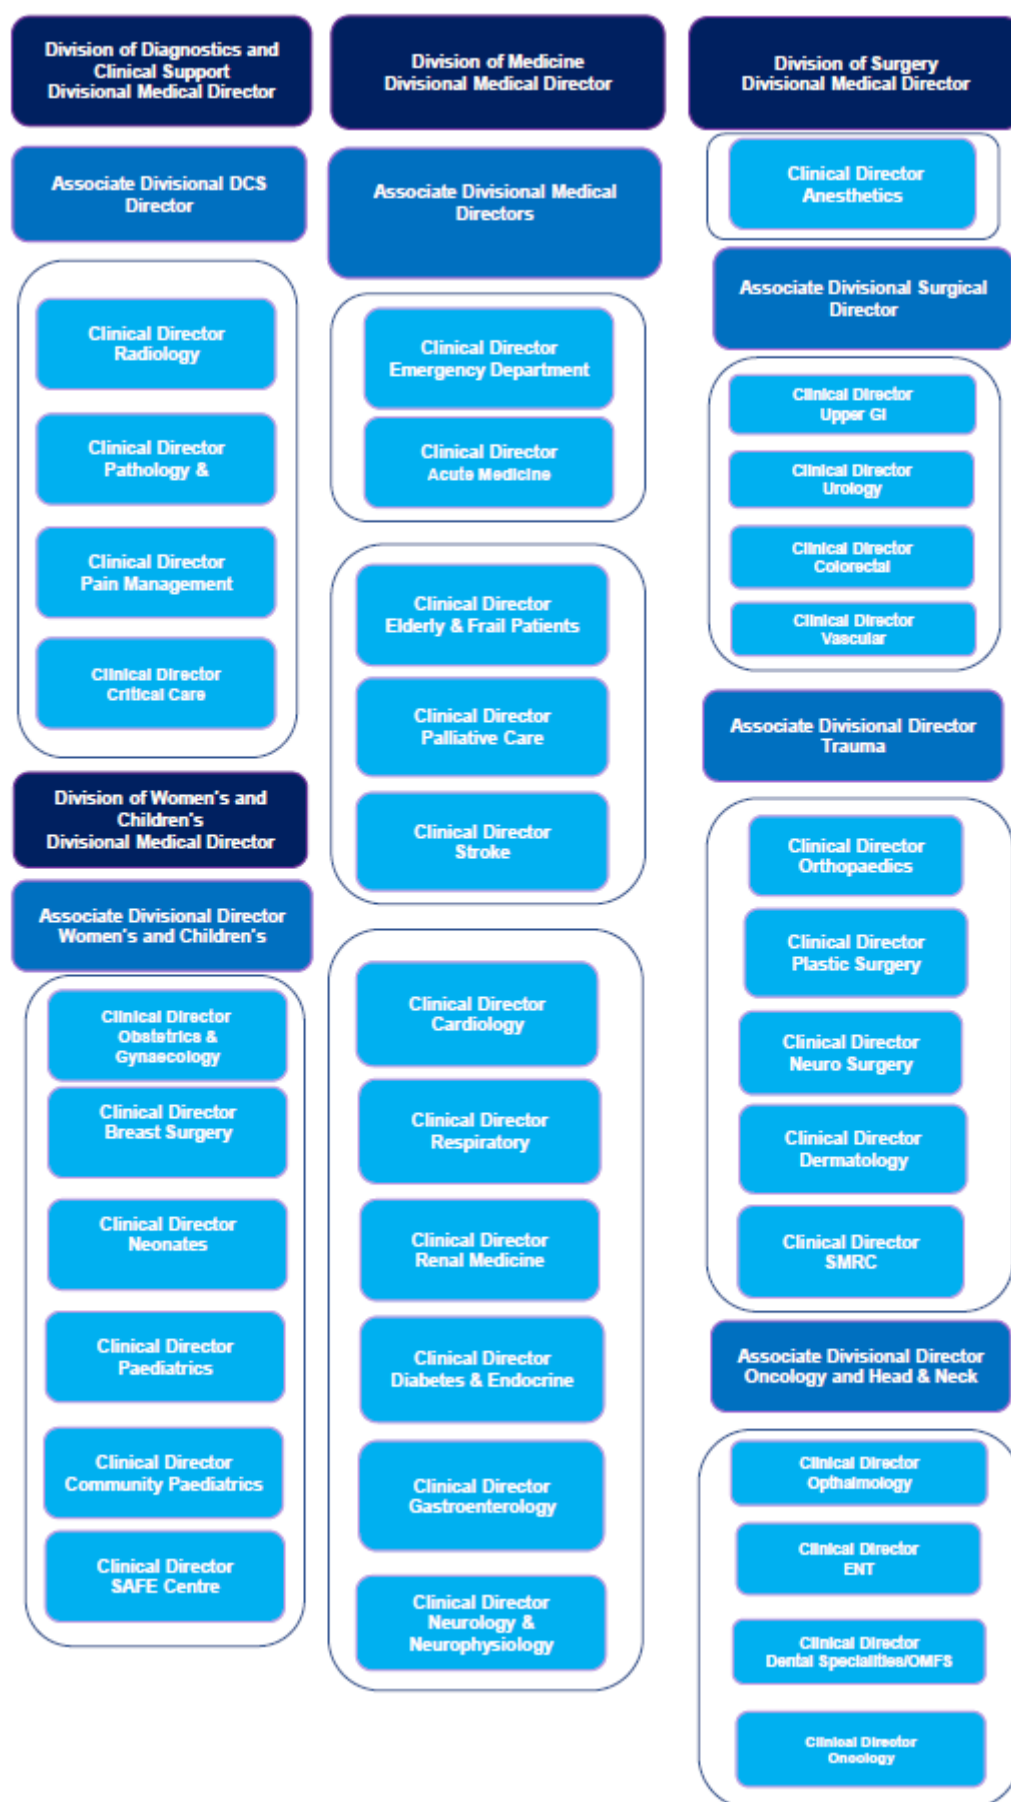 Division of Diagnostics and
Clinical Support
Divisional Medical Director
Associate Divisional DCS
Director
Clinical Director
Radiology
Clinical Director
Pathology &
Clinical Director
Pain Management
Clinical Director
Critical Care
Division of Women's and
Children's
Divisional Medical Director
Associate Divisional Director
Women's and Children's
Clinical Director
Obstetrics &
Gynaecology
Clinical Director
Breast Surgery
Clinical Director
Neonates
Clinical Director
Paediatrics
Clinical Director
Community Paediatrics
Clinical Director
SAFE Centre
Division of Medicine
Divisional Medical Director
Associate Divisional Medical
Directors
Clinical Director
Emergency Department
Clinical Director
Acute Medicine
Clinical Director
Elderly & Frail Patients
Clinical Director
Palliative Care
Clinical Director
Stroke
Clinical Director
Cardiology
Clinical Director
Respiratory
Clinical Director
Renal Medicine
Clinical Director
Diabetes & Endocrine
Clinical Director
Gastroenterology
Clinical Director
Neurology &
Neurophysiology
Division of Surgery
Divisional Medical Director
Clinical Director
Anesthetics
Associate Divisional Surgical
Director
Clinical Director
Upper GI
Clinical Director
Urology
Clinical Director
Colorectal
Clinical Director
Vascular
Associate Divisional Director
Trauma
Clinical Director
Orthopaedics
Clinical Director
Plastic Surgery
Clinical Director
Neuro Surgery
Clinical Director
Dermatology
Clinical Director
SMRC
Associate Divisional Director
Oncology and Head & Neck
Clinical Director
Opthalmology
Clinical Director
ENT
Clinical Director
Dental Specialities/OMFS
Clinical Director
Oncology